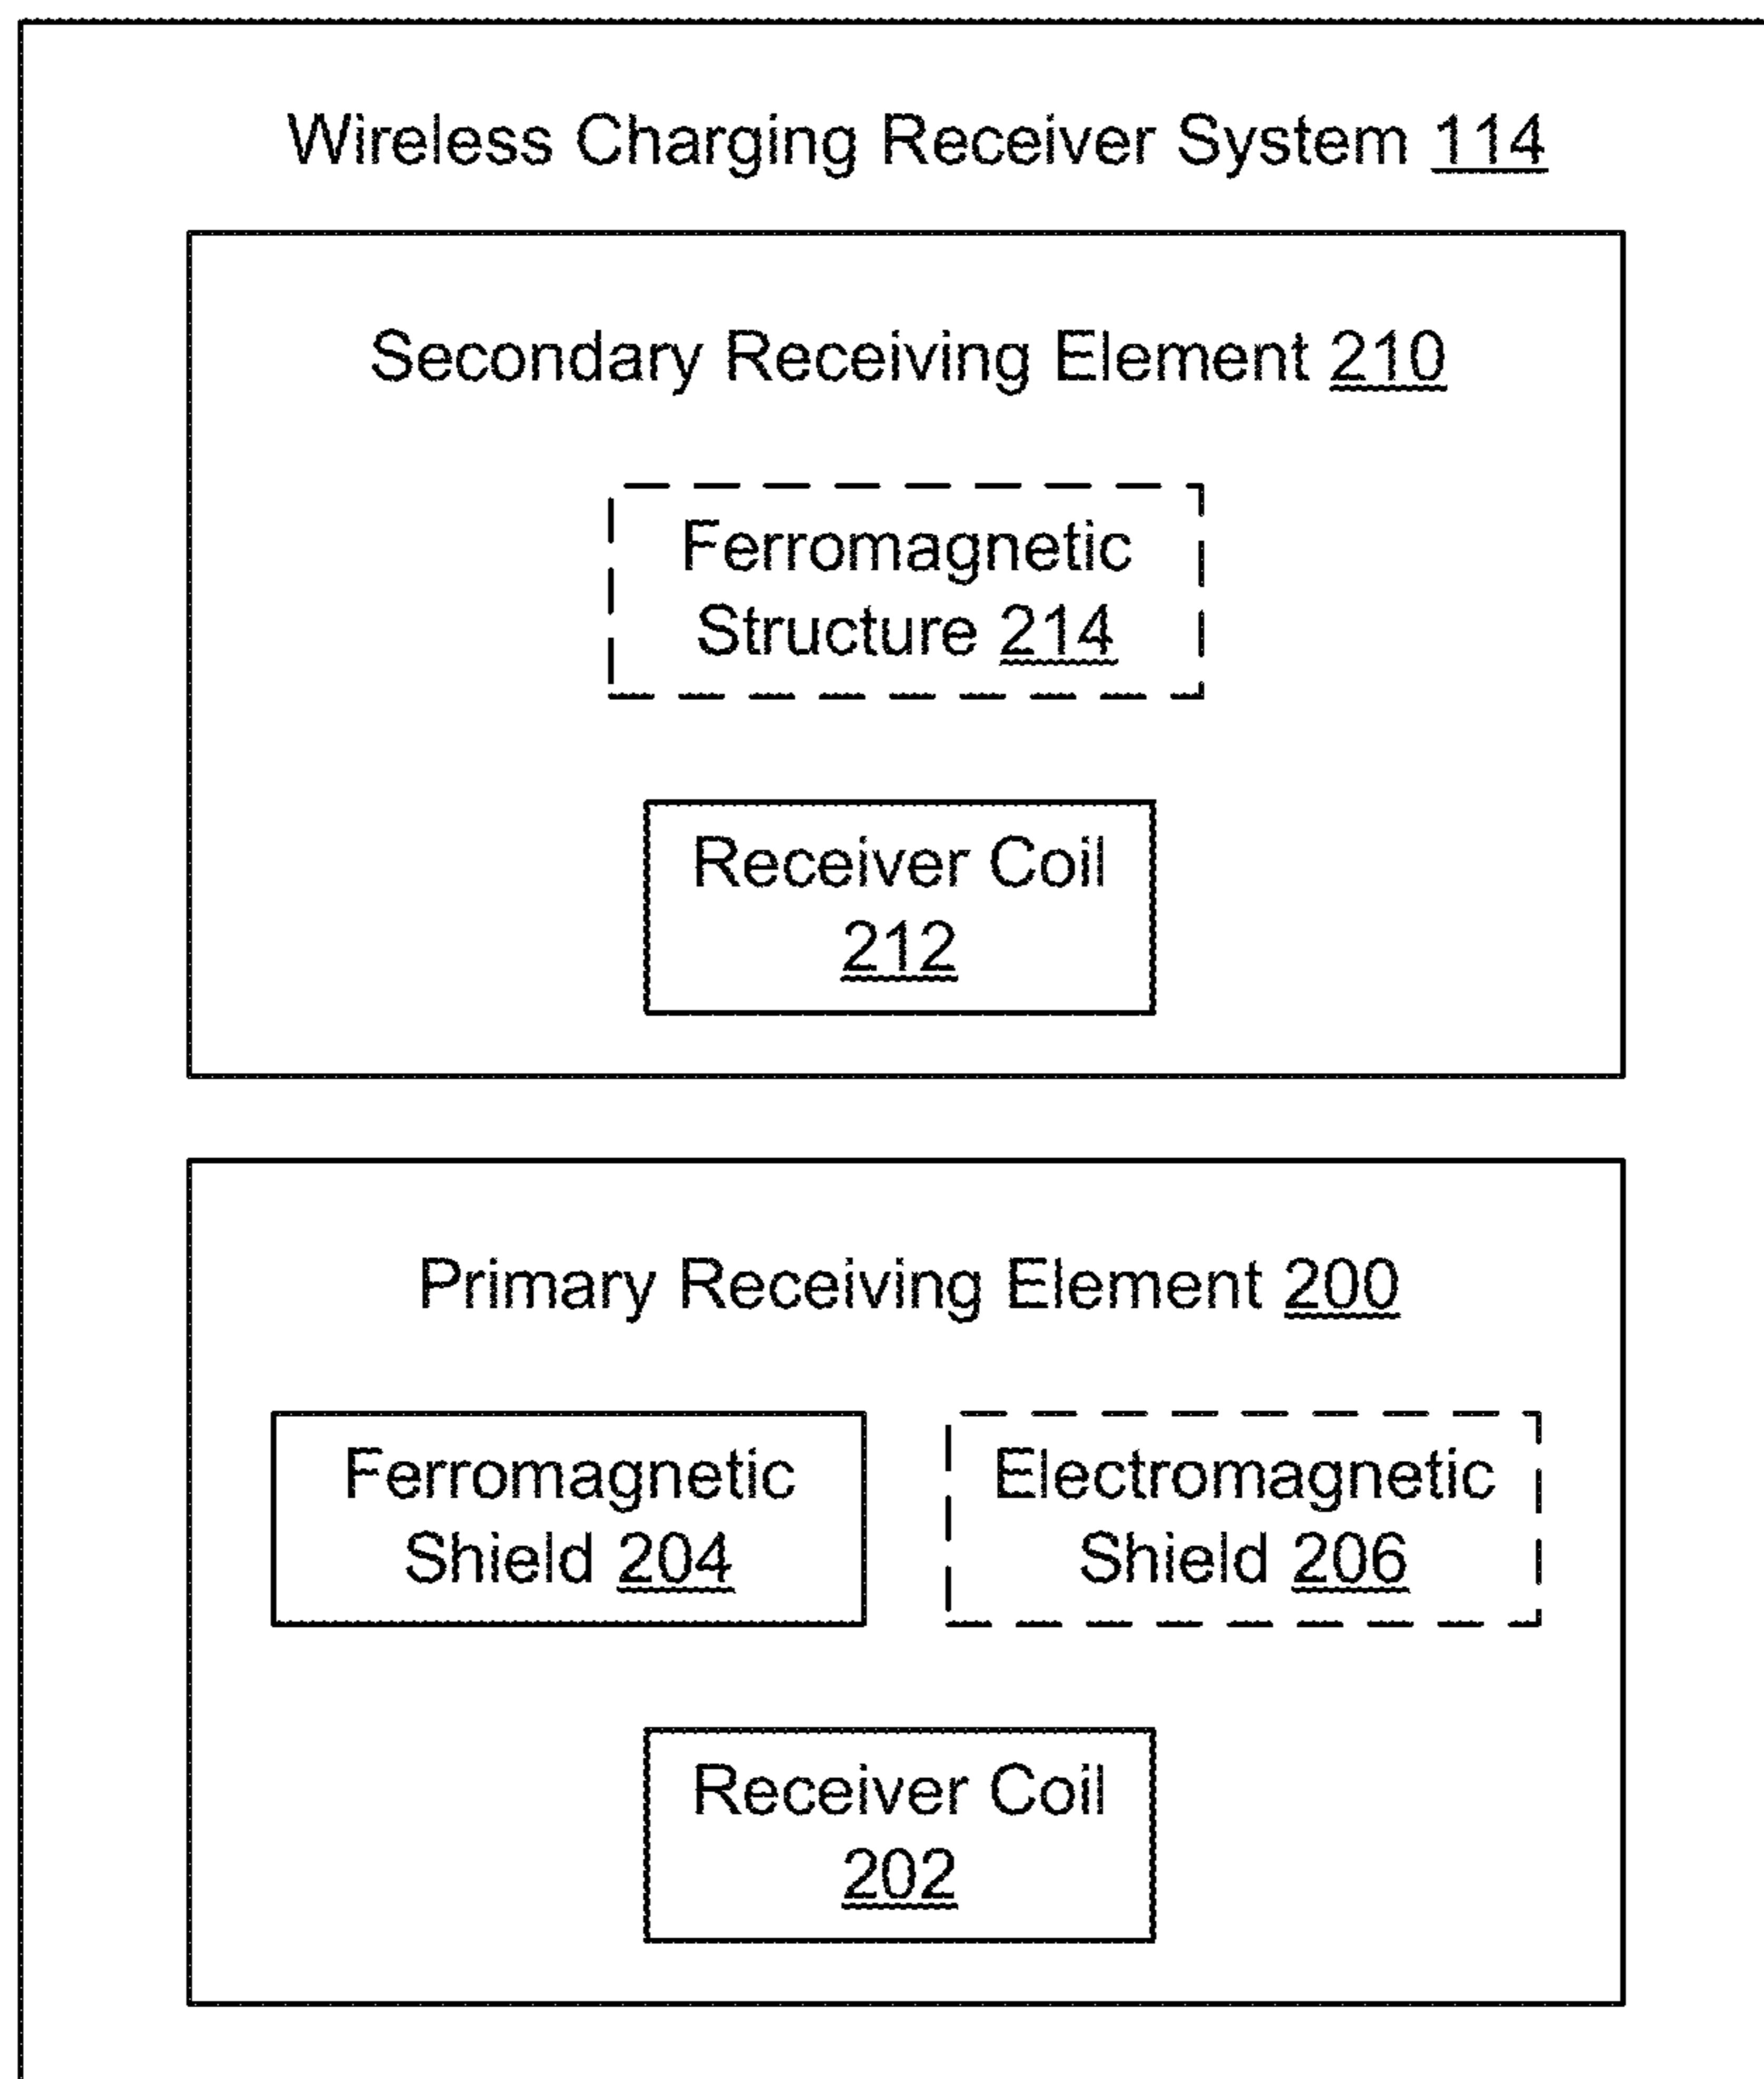 Wireless Charging Receiver System 114
Secondary Receiving Element 210
Ferromagnetic
Structure 214
Receiver Coil
212
Primary Receiving Element 200
Ferromagnetic
Shield 204
Electromagnetic
Shield 206
Receiver Coil
202